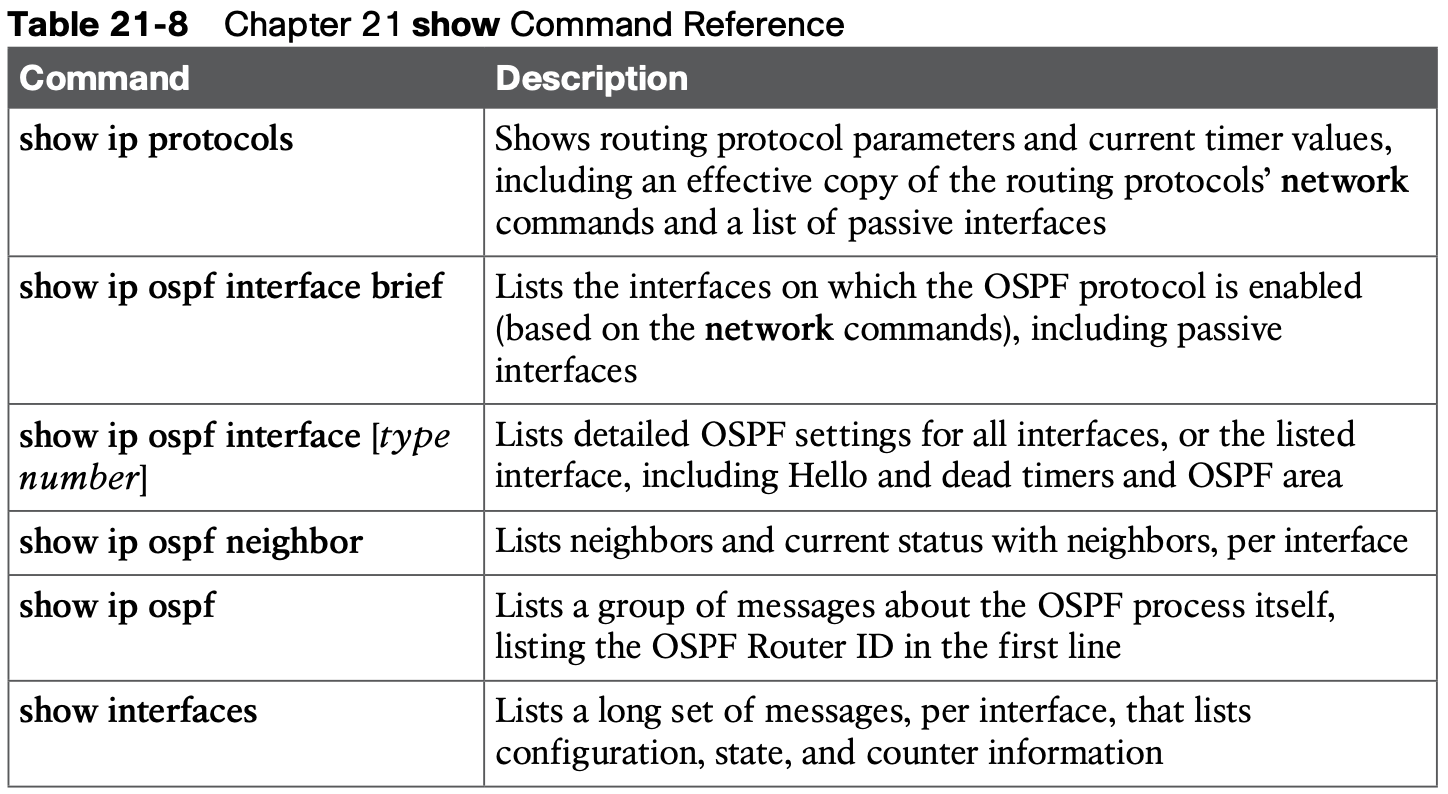 Table 21-8 Chapter 21 show Command Reference
Command Description
show ip protocols
Shows routing protocol parameters and current timer values,
including an effective copy of the routing protocols’ network
commands and a list of passive interfaces
show ip ospf interface brief
Lists the interfaces on which the OSPF protocol is enabled
(based on the network commands), including passive
interfaces
show ip ospf interface [type
number]
Lists detailed OSPF settings for all interfaces, or the listed
interface, including Hello and dead timers and OSPF area
show ip ospf neighbor
Lists neighbors and current status with neighbors, per interface
show ip ospf
Lists a group of messages about the OSPF process itself,
listing the OSPF Router ID in the first line
show interfaces
Lists a long set of messages, per interface, that lists
configuration, state, and counter information